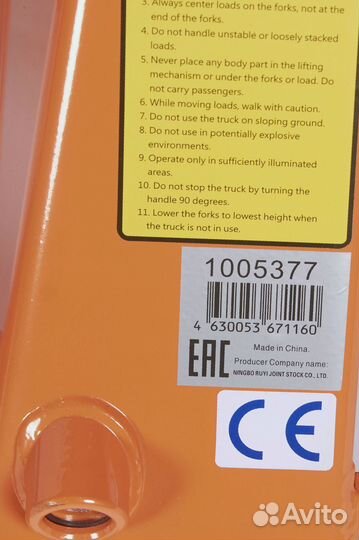 3. Always center loads on the forks, not at
the end of the forks.
4. Do not handle unstable or loosely stacked
loads.
5. Never place any body part in the lifting
mechanism or under the forks or load. Do
not carry passengers.
6. While moving loads, walk with caution.
7. Do not use the truck on sloping ground.
8. Do not use in potentially explosive
environments.
9. Operate only in sufficiently illuminated
areas.
10. Do not stop the truck by turning the
handle 90 degrees.
11. Lower the forks to lowest height when
the truck is not in use.
1005377
4 630053 671160
Made in China.
EAC
Producer Company name:
NINGBO RUYI JOINT STOCK CO., LTD.
CE
Avito